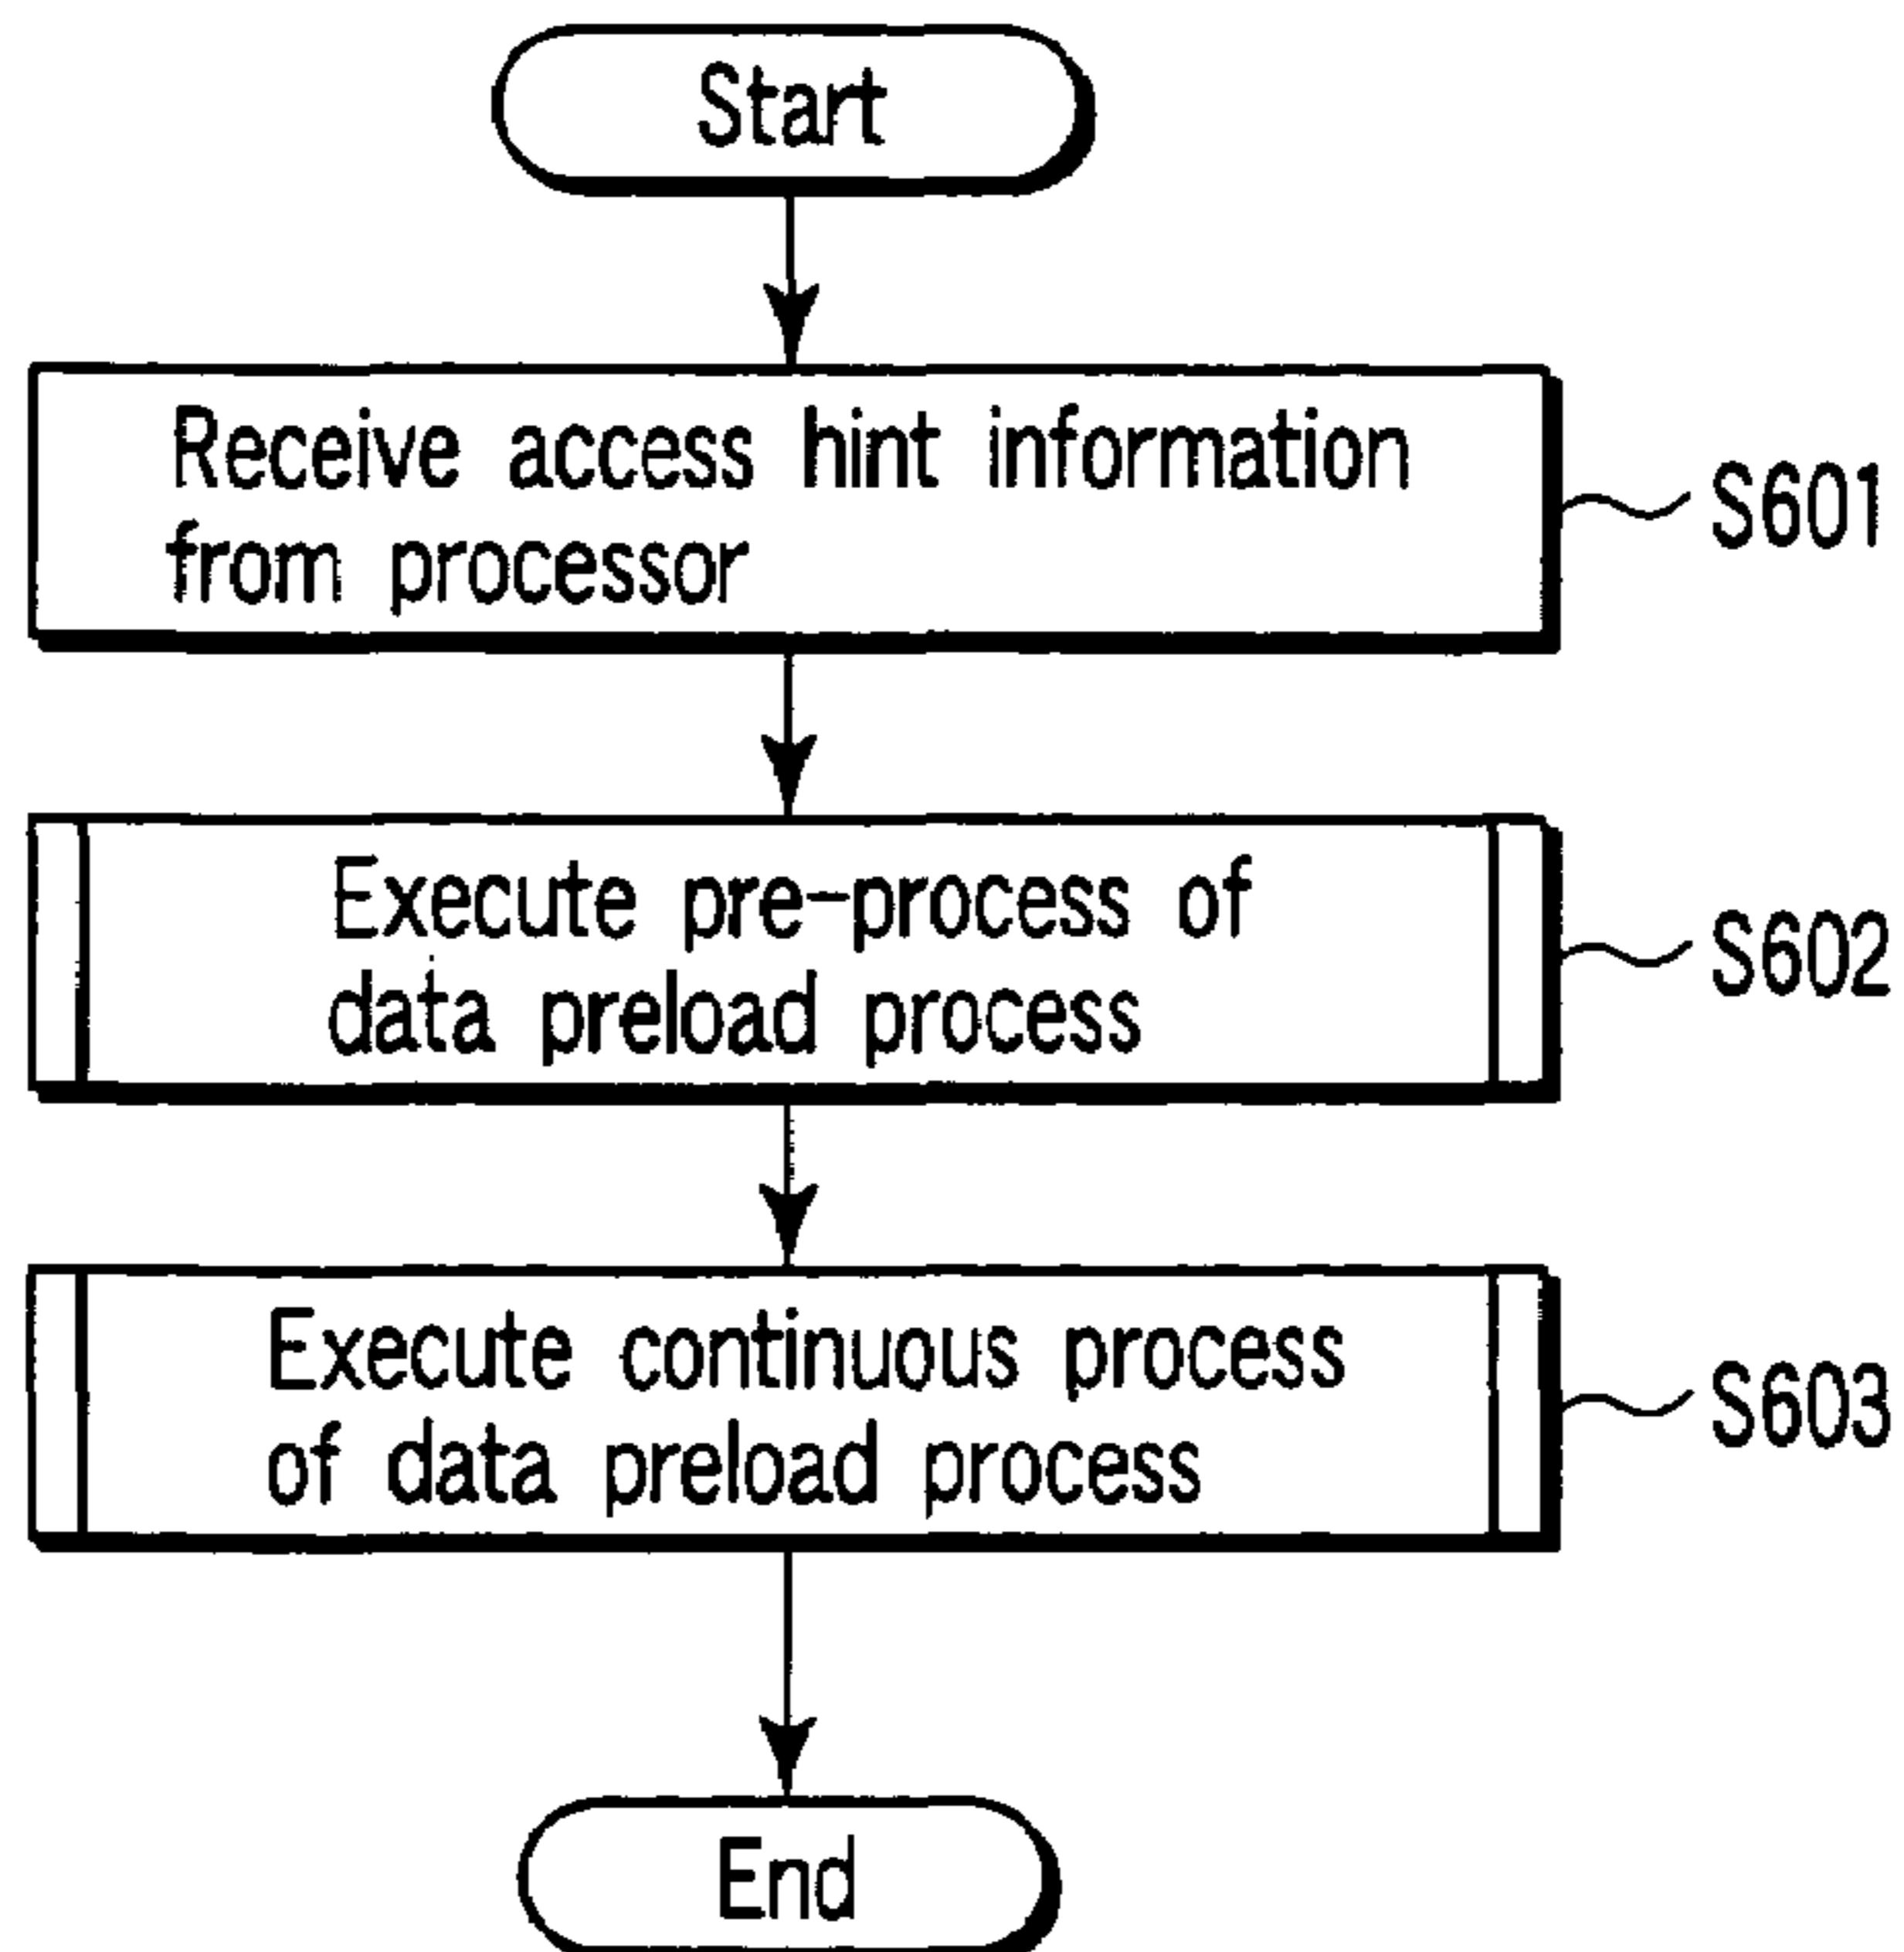 Start
Receive access hint information
from processor
S601
Execute pre-process of
data preload process
S602
Execute continuous process
of data preload process
S603
End